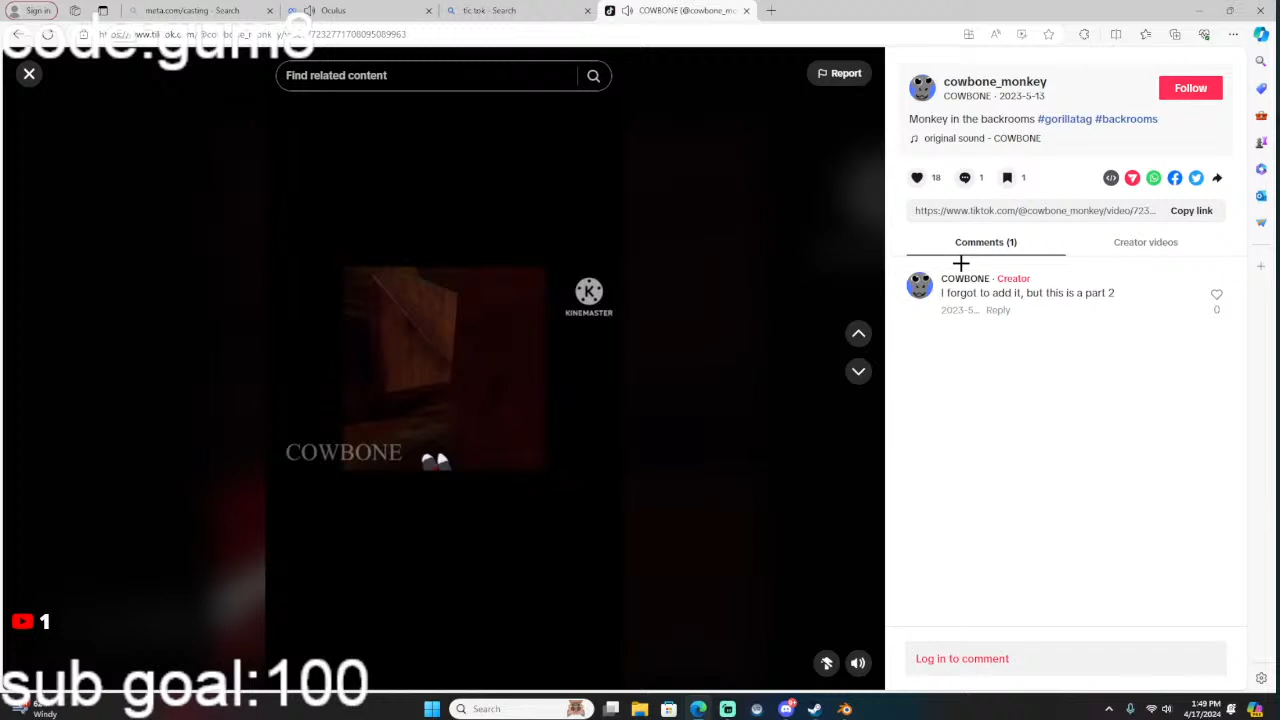 Sign in
meta.com/casting - Search
Oculus
tic tok - Search
COWBONE (@cowbone_mo
code:gumo
Find related content
Report
cowbone_monkey
COWBONE · 2023-5-13
Follow
Monkey in the backrooms #gorillatag #backrooms
original sound - COWBONE
18
1
1
https://www.tiktok.com/@cowbone_monkey/video/723...
Copy link
Comments (1)
Creator videos
COWBONE · Creator
I forgot to add it, but this is a part 2
2023-5...
Reply
0
K
KINEMASTER
COWBONE
1
sub goal:100
Log in to comment
Windy
Search
1:49 PM
4/17/2024